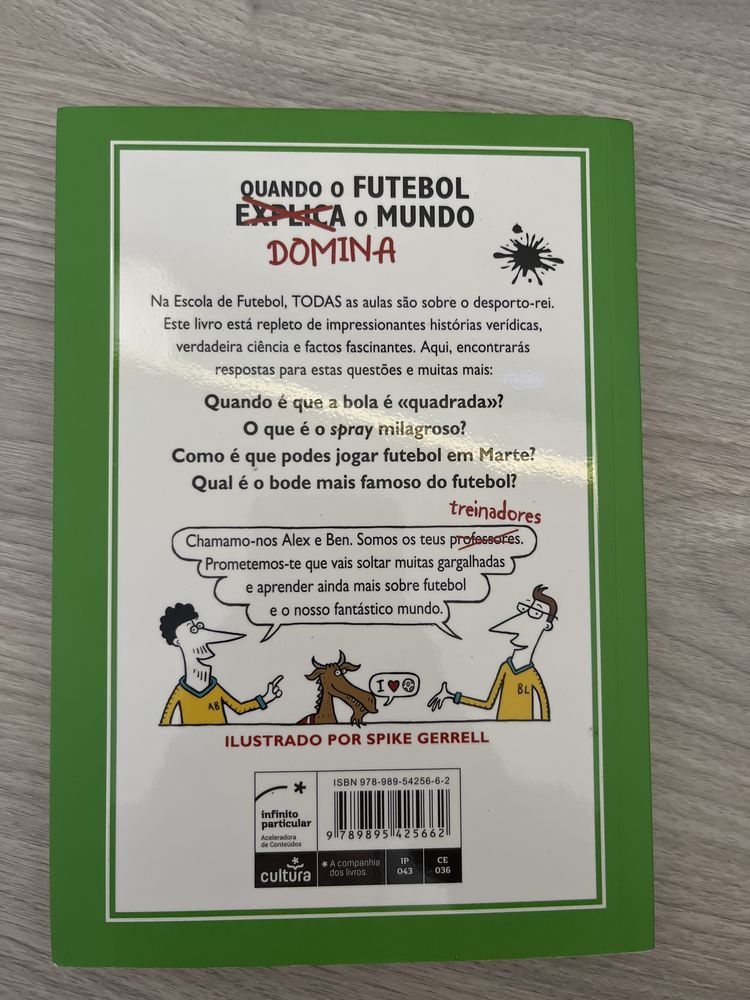 QUANDO O FUTEBOL
EXPLICA O MUNDO
DOMINA
Na Escola de Futebol, TODAS as aulas são sobre o desporto-rei.
Este livro está repleto de impressionantes histórias verídicas,
verdadeira ciência e factos fascinantes. Aqui, encontrarás
respostas para estas questões e muitas mais:
Quando é que a bola é «quadrada»?
O que é o spray milagroso?
Como é que podes jogar futebol em Marte?
Qual é o bode mais famoso do futebol?
treinadores
Chamamo-nos Alex e Ben. Somos os teus professores.
Prometemos-te que vais soltar muitas gargalhadas
e aprender ainda mais sobre futebol
e o nosso fantástico mundo.
I
AB
BL
ILUSTRADO POR SPIKE GERRELL
ISBN 978-989-54256-6-2
9 789895 425662
infinito
particular
Aceleradora
de Conteúdos
cultura
* A companhia
dos livros.
IP
043
CE
036